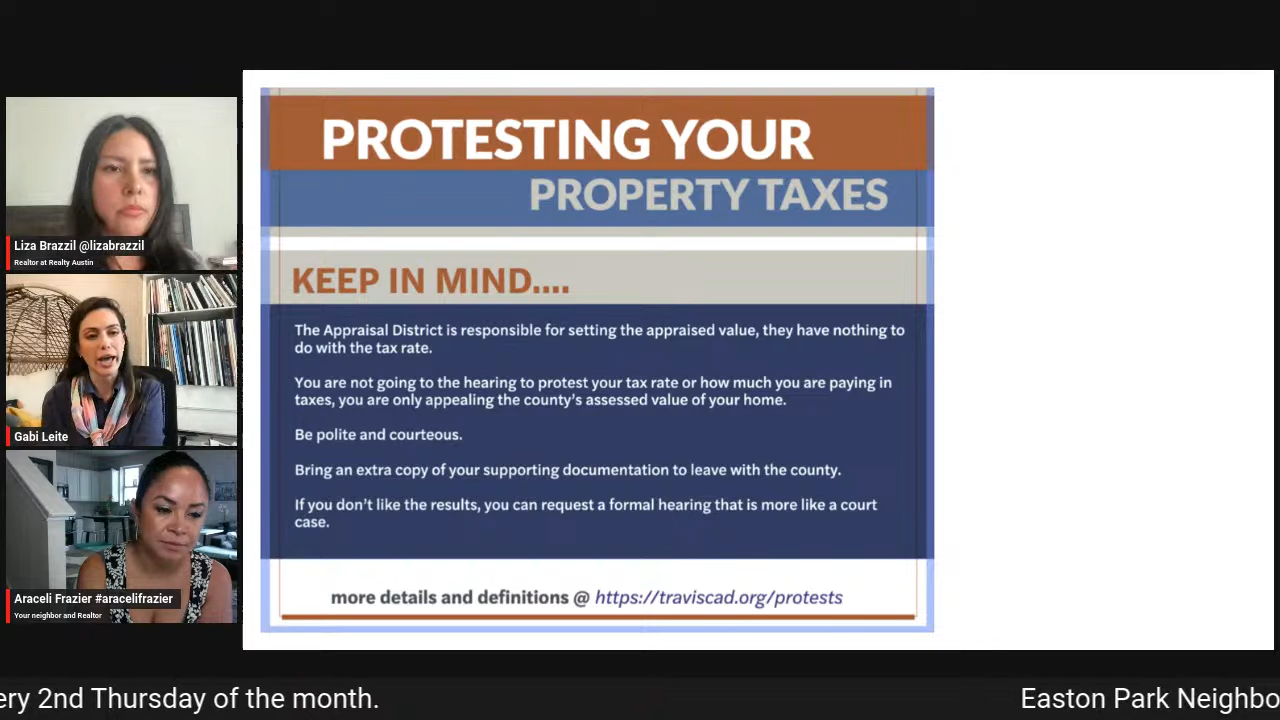 PROTESTING YOUR
PROPERTY TAXES
KEEP IN MIND....
The Appraisal District is responsible for setting the appraised value, they have nothing to
do with the tax rate.
You are not going to the hearing to protest your tax rate or how much you are paying in
taxes, you are only appealing the county's assessed value of your home.
Be polite and courteous.
Bring an extra copy of your supporting documentation to leave with the county.
If you don't like the results, you can request a formal hearing that is more like a court
case.
more details and definitions @ https://traviscad.org/protests
Liza Brazzil @lizabrazzil
Realtor at Realty Austin
Gabi Leite
Araceli Frazier #aracelifrazier
Your neighbor and Realtor
ery 2nd Thursday of the month.
Easton Park Neighbo